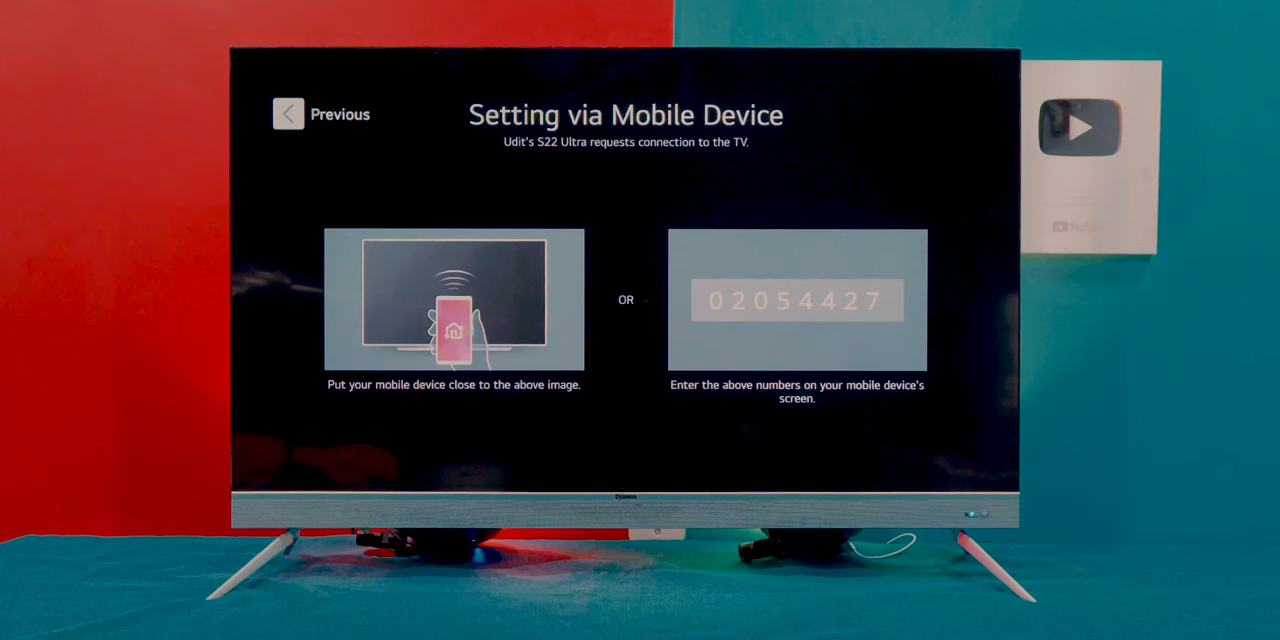 Previous
Setting via Mobile Device
Udit's S22 Ultra requests connection to the TV.
02054427
OR
Put your mobile device close to the above image.
Enter the above numbers on your mobile device's
screen.